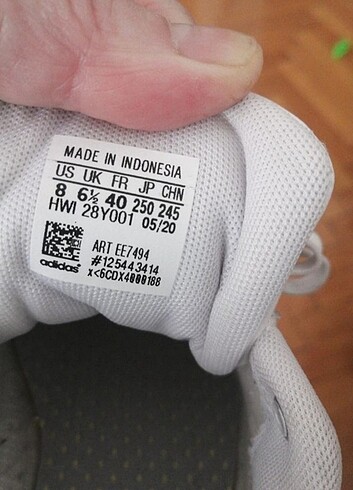 MADE IN INDONESIA
US UK FR JP CHN
8 6½ 40 250 245
HWI 28Y001 05/20
ART EE7494
#125443414
adidas x<6CDX4000188